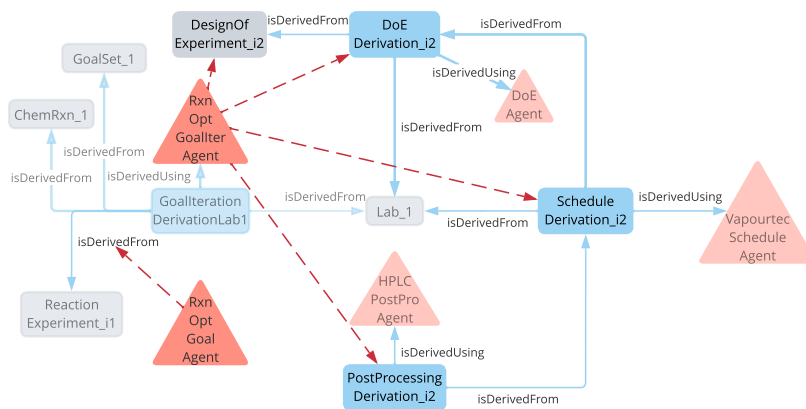 DesignOf
Experiment_i2
isDerivedFrom
DoE
Derivation_i2
isDerivedFrom
GoalSet_1
isDerivedUsing
DoE
Agent
ChemRxn_1
Rxn
Opt
GoalIter
Agent
isDerivedFrom
isDerivedFrom
isDerivedFrom
isDerivedUsing
GoalIteration
DerivationLab1
isDerivedFrom
Lab_1
isDerivedFrom
Schedule
Derivation_i2
isDerivedUsing
Vapourtec
Schedule
Agent
isDerivedFrom
Reaction
Experiment_i1
Rxn
Opt
Goal
Agent
HPLC
PostPro
Agent
isDerivedUsing
PostProcessing
Derivation_i2
isDerivedFrom